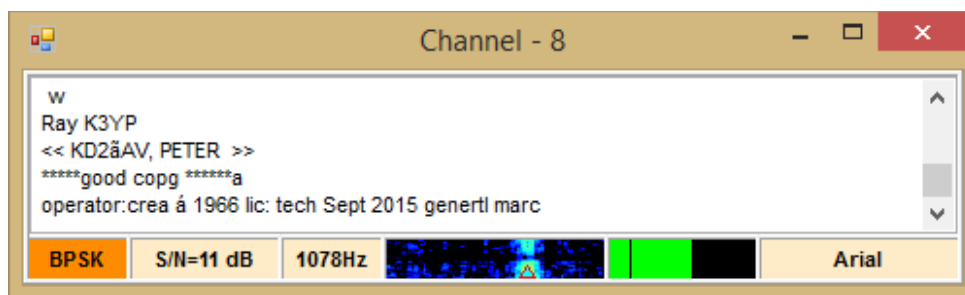 Channel - 8
w
Ray K3YP
<< KD2ãAV, PETER >>
*****good copg ******a
operator:crea á 1966 lic: tech Sept 2015 genertl marc
BPSK S/N=11 dB 1078Hz Arial